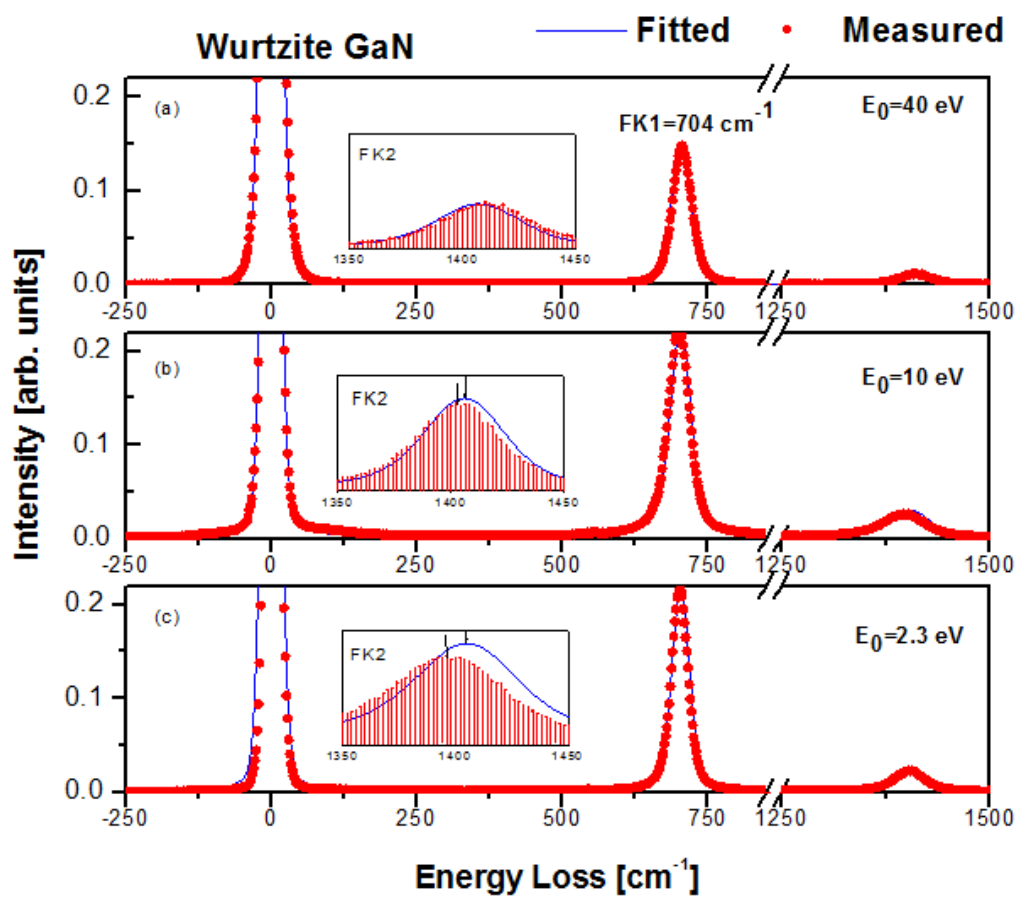 Wurtzite GaN
Fitted Measured
(a)
E0=40 eV
FK1=704 cm-1
FK2
1350 1400 1450
0.2
0.1
0.0
-250 0 250 500 750 1250 1500
(b)
E0=10 eV
FK2
1350 1400 1450
0.2
0.1
0.0
-250 0 250 500 750 1250 1500
(c)
E0=2.3 eV
FK2
1350 1400 1450
0.2
0.1
0.0
-250 0 250 500 750 1250 1500
Intensity [arb. units]
Energy Loss [cm-1]